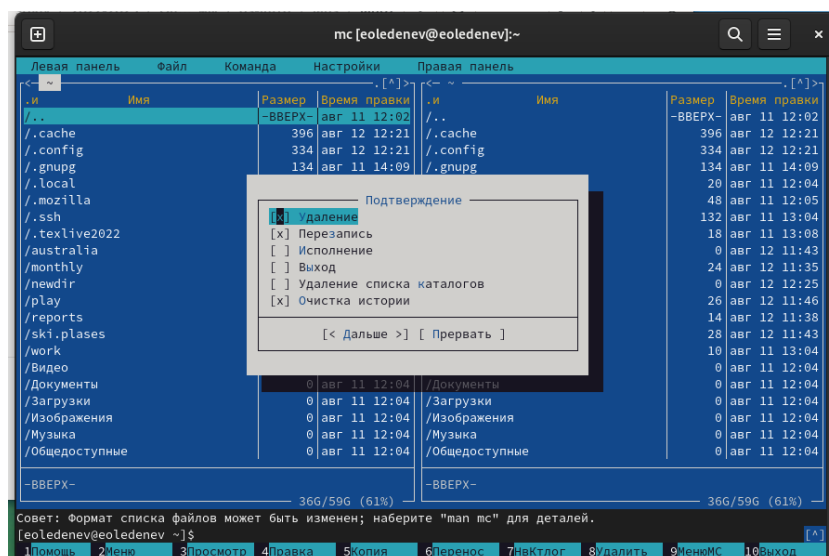 mc [eoledenev@eoledenev]:~
Левая панель Файл Команда Настройки Правая панель
<— ~ .[^]> <— ~ .[^]>
.и Имя Размер Время правки .и Имя Размер Время правки
/.. -ВВЕРХ- авг 11 12:02 /.. -ВВЕРХ- авг 11 12:02
/.cache 396 авг 12 12:21 /.cache 396 авг 12 12:21
/.config 334 авг 12 12:21 /.config 334 авг 12 12:21
/.gnupg 134 авг 11 14:09 /.gnupg 134 авг 11 14:09
/.local 20 авг 11 12:04
/.mozilla Подтверждение 48 авг 11 12:05
/.ssh [x] Удаление 132 авг 11 13:04
/.texlive2022 [x] Перезапись 18 авг 11 13:08
/australia [ ] Исполнение 0 авг 12 11:43
/monthly [ ] Выход 24 авг 12 11:35
/newdir [ ] Удаление списка каталогов 0 авг 12 12:25
/play [x] Очистка истории 26 авг 12 11:46
/reports 14 авг 12 11:38
/ski.plases [< Дальше >] [ Прервать ] 28 авг 12 11:43
/work 10 авг 11 13:04
/Видео 0 авг 11 12:04
/Документы 0 авг 11 12:04 /Документы 0 авг 11 12:04
/Загрузки 0 авг 11 12:04 /Загрузки 0 авг 11 12:04
/Изображения 0 авг 11 12:04 /Изображения 0 авг 11 12:04
/Музыка 0 авг 11 12:04 /Музыка 0 авг 11 12:04
/Общедоступные 0 авг 11 12:04 /Общедоступные 0 авг 11 12:04
-ВВЕРХ- -ВВЕРХ-
36G/59G (61%) 36G/59G (61%)
Совет: Формат списка файлов может быть изменен; наберите "man mc" для деталей.
[eoledenev@eoledenev ~]$ [^]
1Помощь 2Меню 3Просмотр 4Правка 5Копия 6Перенос 7НвКтлог 8Удалить 9МенюМС 10Выход